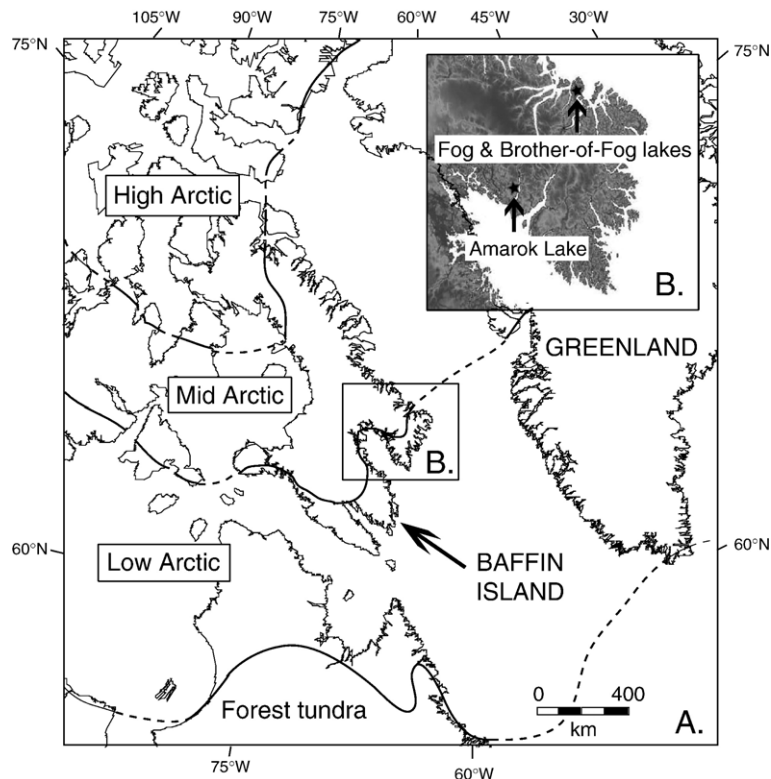 105°W 90°W 75°W 60°W 45°W 30°W
75°N
75°N
Fog & Brother-of-Fog lakes
Amarok Lake
B.
High Arctic
GREENLAND
Mid Arctic
B.
60°N
60°N
Low Arctic
BAFFIN
ISLAND
Forest tundra
0 400
km
A.
75°W 60°W